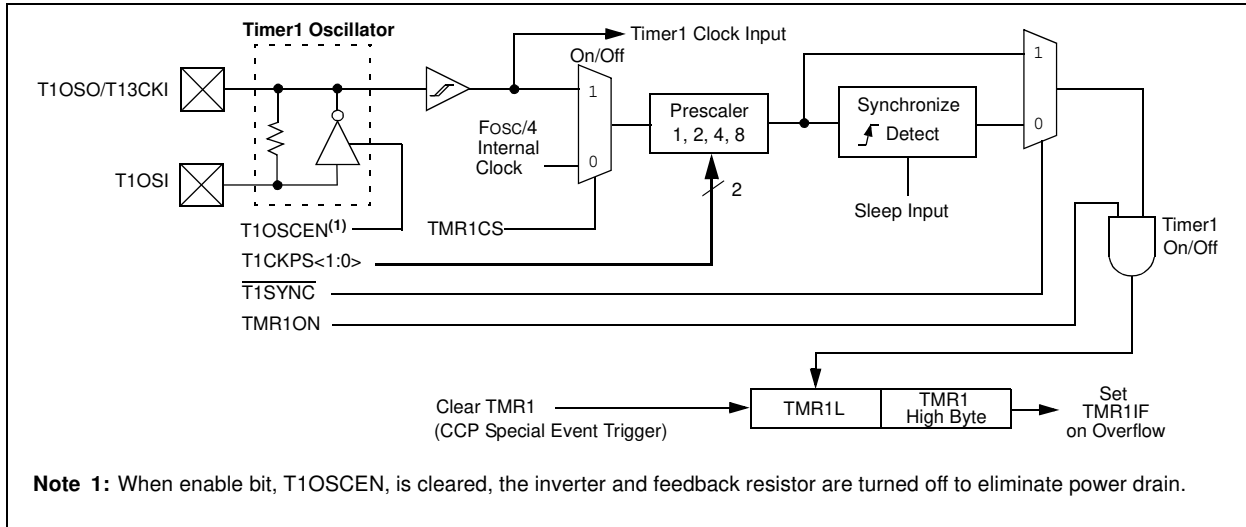 Timer1 Oscillator
Timer1 Clock Input
On/Off
T1OSO/T13CKI
1
1
FOSC/4
Internal
Clock
Prescaler
1, 2, 4, 8
Synchronize
Detect
0
0
T1OSI
2
Sleep Input
T1OSCEN(1)
TMR1CS
Timer1
On/Off
T1CKPS<1:0>
T1SYNC
TMR1ON
Clear TMR1
(CCP Special Event Trigger)
TMR1L
TMR1
High Byte
Set
TMR1IF
on Overflow
Note 1: When enable bit, T1OSCEN, is cleared, the inverter and feedback resistor are turned off to eliminate power drain.